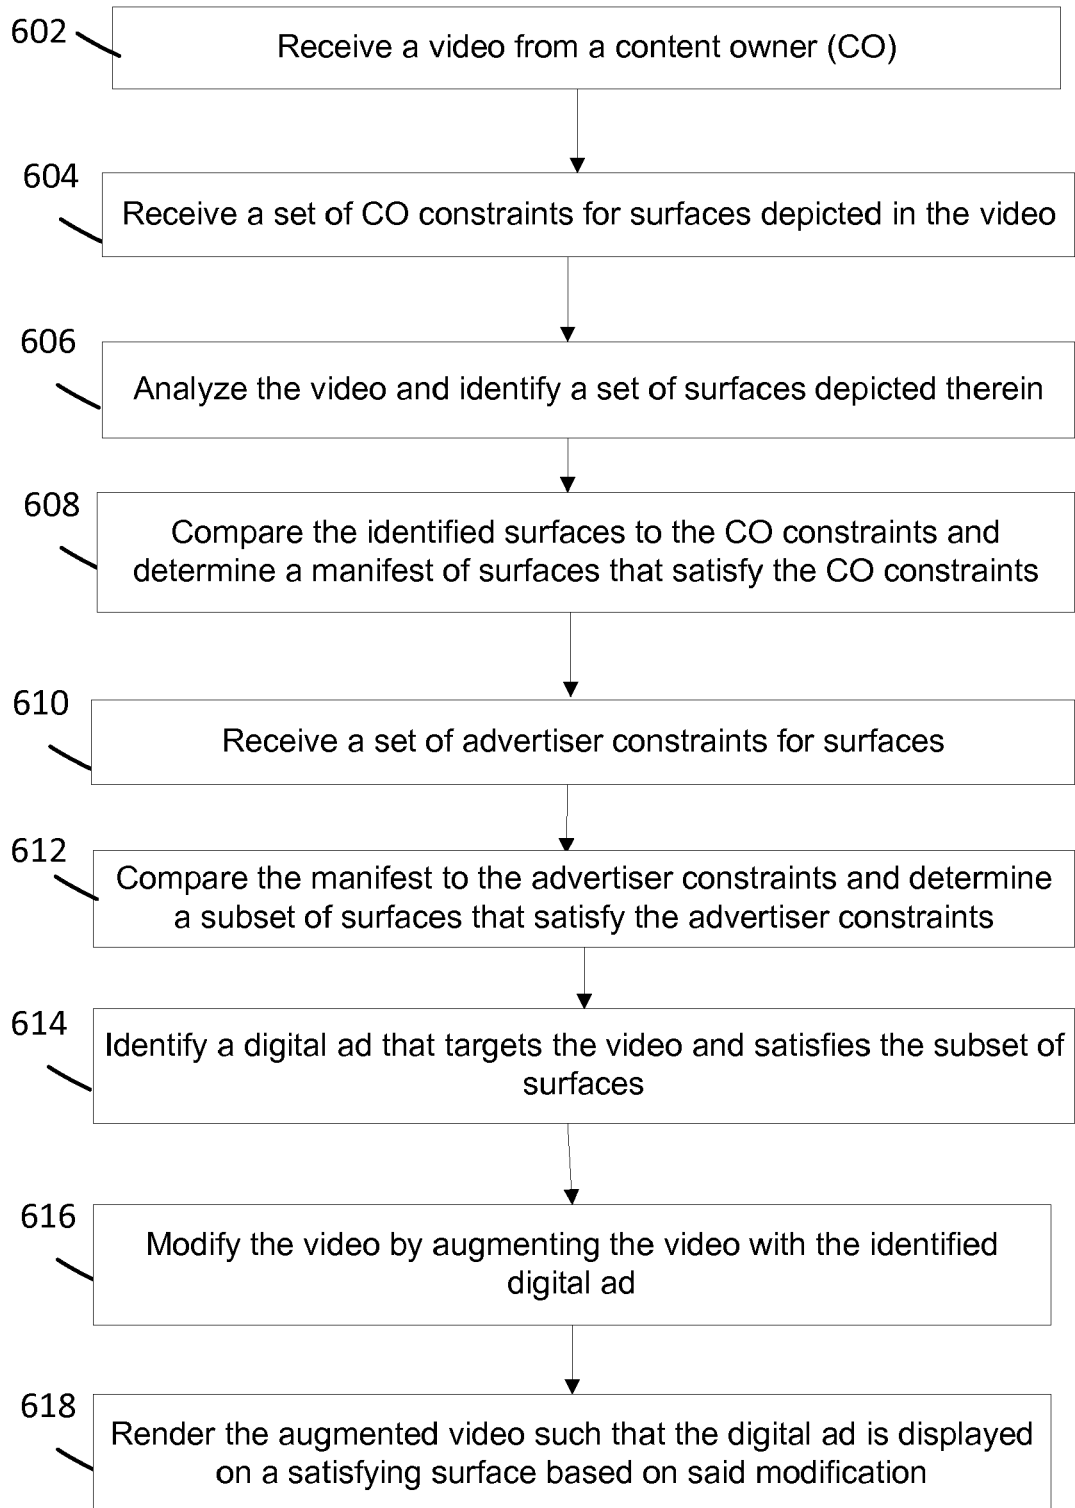 602
Receive a video from a content owner (CO)
604
Receive a set of CO constraints for surfaces depicted in the video
606
Analyze the video and identify a set of surfaces depicted therein
608
Compare the identified surfaces to the CO constraints and
determine a manifest of surfaces that satisfy the CO constraints
610
Receive a set of advertiser constraints for surfaces
612
Compare the manifest to the advertiser constraints and determine
a subset of surfaces that satisfy the advertiser constraints
614
Identify a digital ad that targets the video and satisfies the subset of
surfaces
616
Modify the video by augmenting the video with the identified
digital ad
618
Render the augmented video such that the digital ad is displayed
on a satisfying surface based on said modification